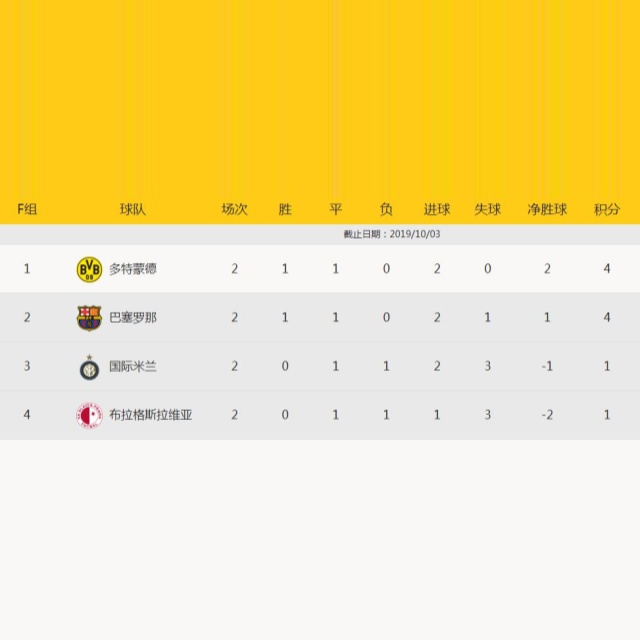 F组 球队 场次 胜 平 负 进球 失球 净胜球 积分
截止日期：2019/10/03
1 BVB 09 多特蒙德 2 1 1 0 2 0 2 4
2 巴塞罗那 2 1 1 0 2 1 1 4
3 国际米兰 2 0 1 1 2 3 -1 1
4 布拉格斯拉维亚 2 0 1 1 1 3 -2 1